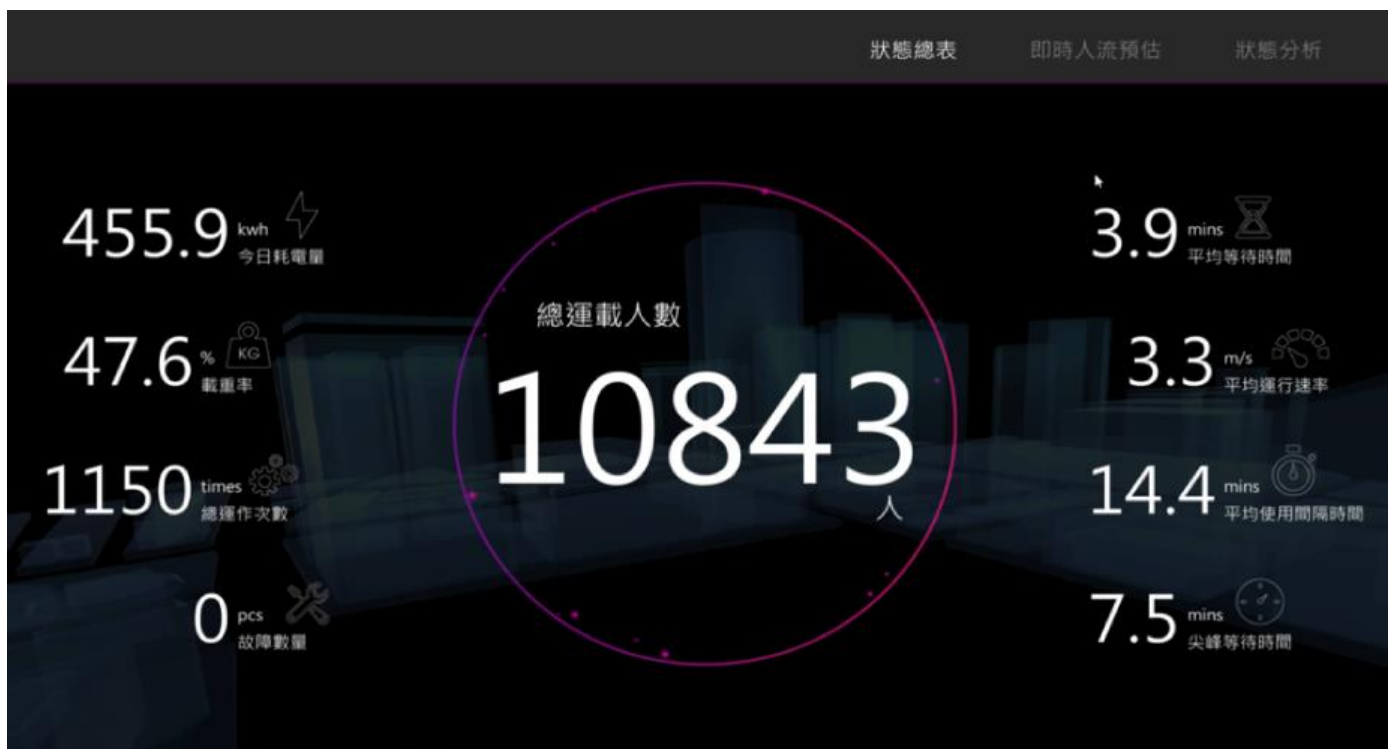 狀態總表 即時人流預估 狀態分析
455.9 kwh
今日耗電量
47.6 % KG
載重率
1150 times
總運作次數
0 pcs
故障數量
總運載人數
10843
人
3.9 mins
平均等待時間
3.3 m/s
平均運行速率
14.4 mins
平均使用間隔時間
7.5 mins
尖峰等待時間